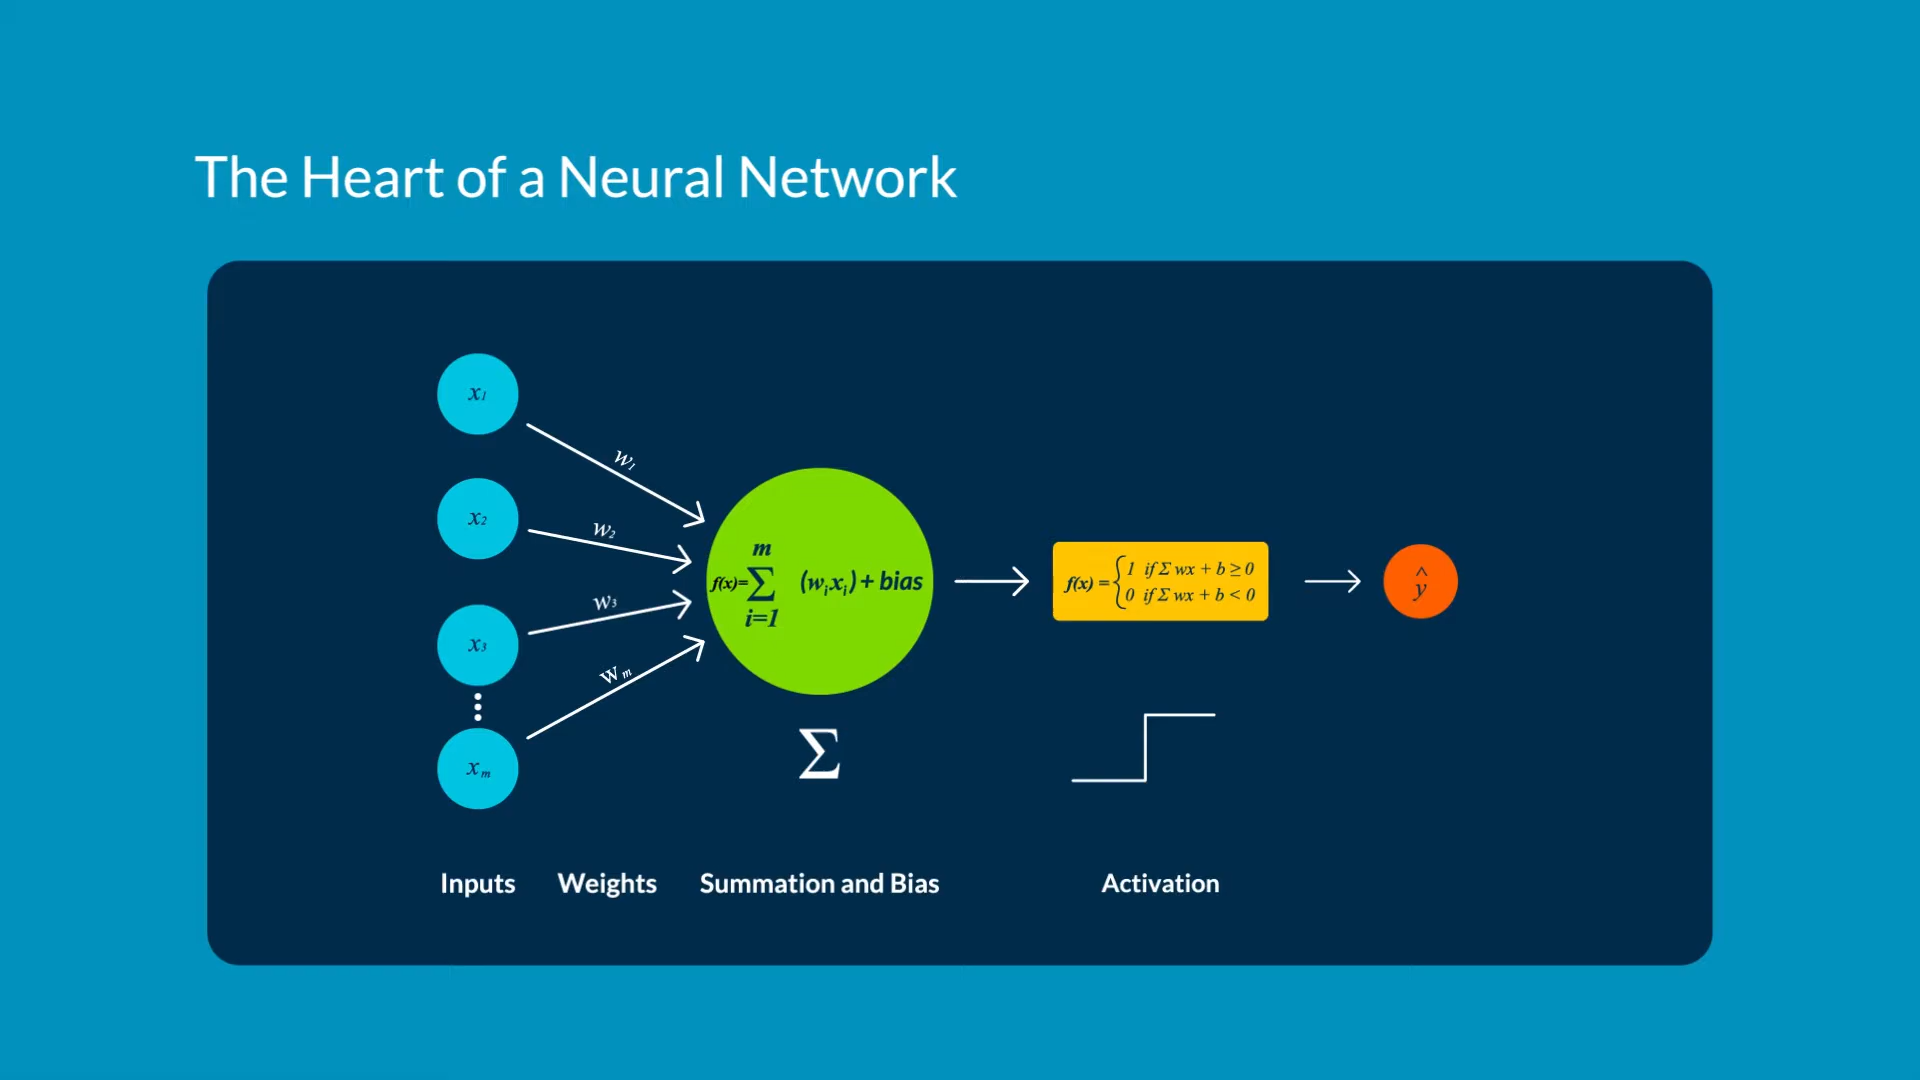 The Heart of a Neural Network
x1
w1
x2
w2
m
f(x)=Σ (wixi) + bias
i=1
f(x) = { 1 if Σ wx + b ≥ 0
0 if Σ wx + b < 0
^
y
w3
x3
wm
xm
Σ
Inputs Weights Summation and Bias Activation